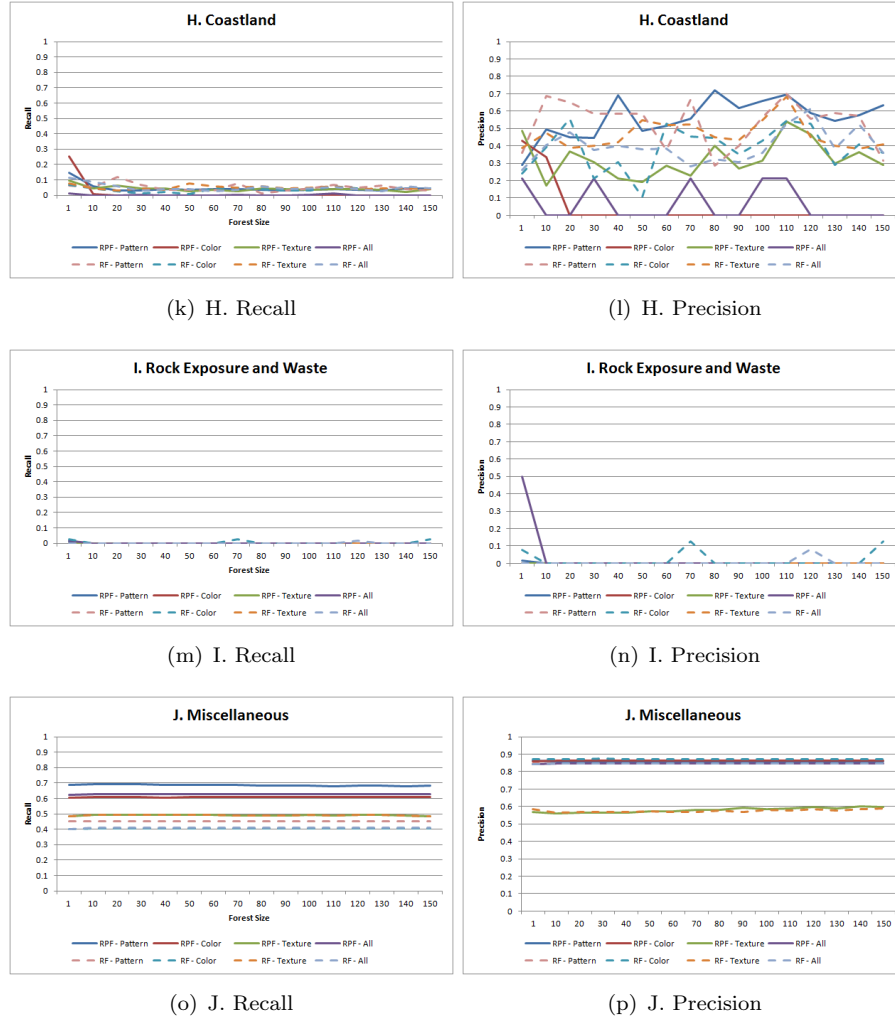 H. Coastland
1
0.9
0.8
0.7
0.6
0.5
0.4
0.3
0.2
0.1
0
Recall
1 10 20 30 40 50 60 70 80 90 100 110 120 130 140 150
Forest Size
RPF - Pattern RPF - Color RPF - Texture RPF - All
RF - Pattern RF - Color RF - Texture RF - All
(k) H. Recall
H. Coastland
1
0.9
0.8
0.7
0.6
0.5
0.4
0.3
0.2
0.1
0
Precision
1 10 20 30 40 50 60 70 80 90 100 110 120 130 140 150
RPF - Pattern RPF - Color RPF - Texture RPF - All
RF - Pattern RF - Color RF - Texture RF - All
(l) H. Precision
I. Rock Exposure and Waste
1
0.9
0.8
0.7
0.6
0.5
0.4
0.3
0.2
0.1
0
Recall
1 10 20 30 40 50 60 70 80 90 100 110 120 130 140 150
Forest Size
RPF - Pattern RPF - Color RPF - Texture RPF - All
RF - Pattern RF - Color RF - Texture RF - All
(m) I. Recall
I. Rock Exposure and Waste
1
0.9
0.8
0.7
0.6
0.5
0.4
0.3
0.2
0.1
0
Precision
1 10 20 30 40 50 60 70 80 90 100 110 120 130 140 150
RPF - Pattern RPF - Color RPF - Texture RPF - All
RF - Pattern RF - Color RF - Texture RF - All
(n) I. Precision
J. Miscellaneous
1
0.9
0.8
0.7
0.6
0.5
0.4
0.3
0.2
0.1
0
Recall
1 10 20 30 40 50 60 70 80 90 100 110 120 130 140 150
Forest Size
RPF - Pattern RPF - Color RPF - Texture RPF - All
RF - Pattern RF - Color RF - Texture RF - All
(o) J. Recall
J. Miscellaneous
1
0.9
0.8
0.7
0.6
0.5
0.4
0.3
0.2
0.1
0
Precision
1 10 20 30 40 50 60 70 80 90 100 110 120 130 140 150
RPF - Pattern RPF - Color RPF - Texture RPF - All
RF - Pattern RF - Color RF - Texture RF - All
(p) J. Precision